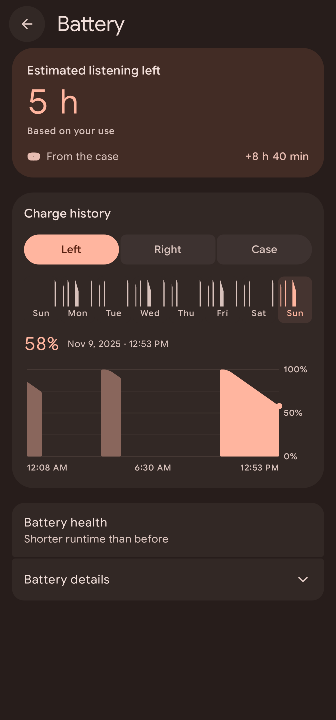 Battery
Estimated listening left
5 h
Based on your use
From the case +8 h 40 min
Charge history
Left Right Case
Sun Mon Tue Wed Thu Fri Sat Sun
58% Nov 9, 2025 - 12:53 PM
100%
50%
0%
12:08 AM 6:30 AM 12:53 PM
Battery health
Shorter runtime than before
Battery details